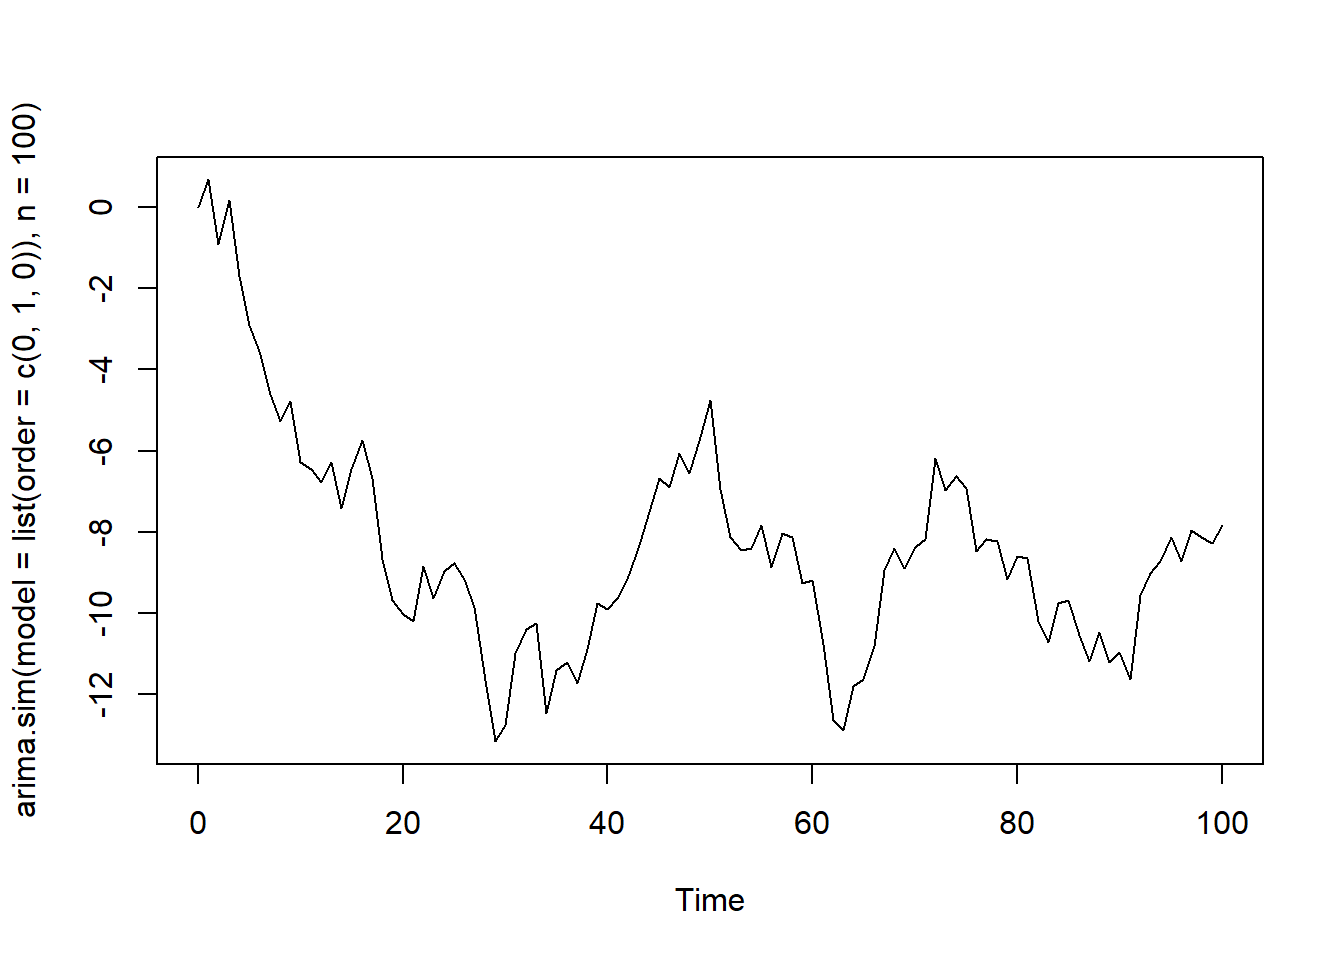 arima.sim(model = list(order = c(0, 1, 0)), n = 100)
0
-2
-4
-6
-8
-10
-12
0 20 40 60 80 100
Time